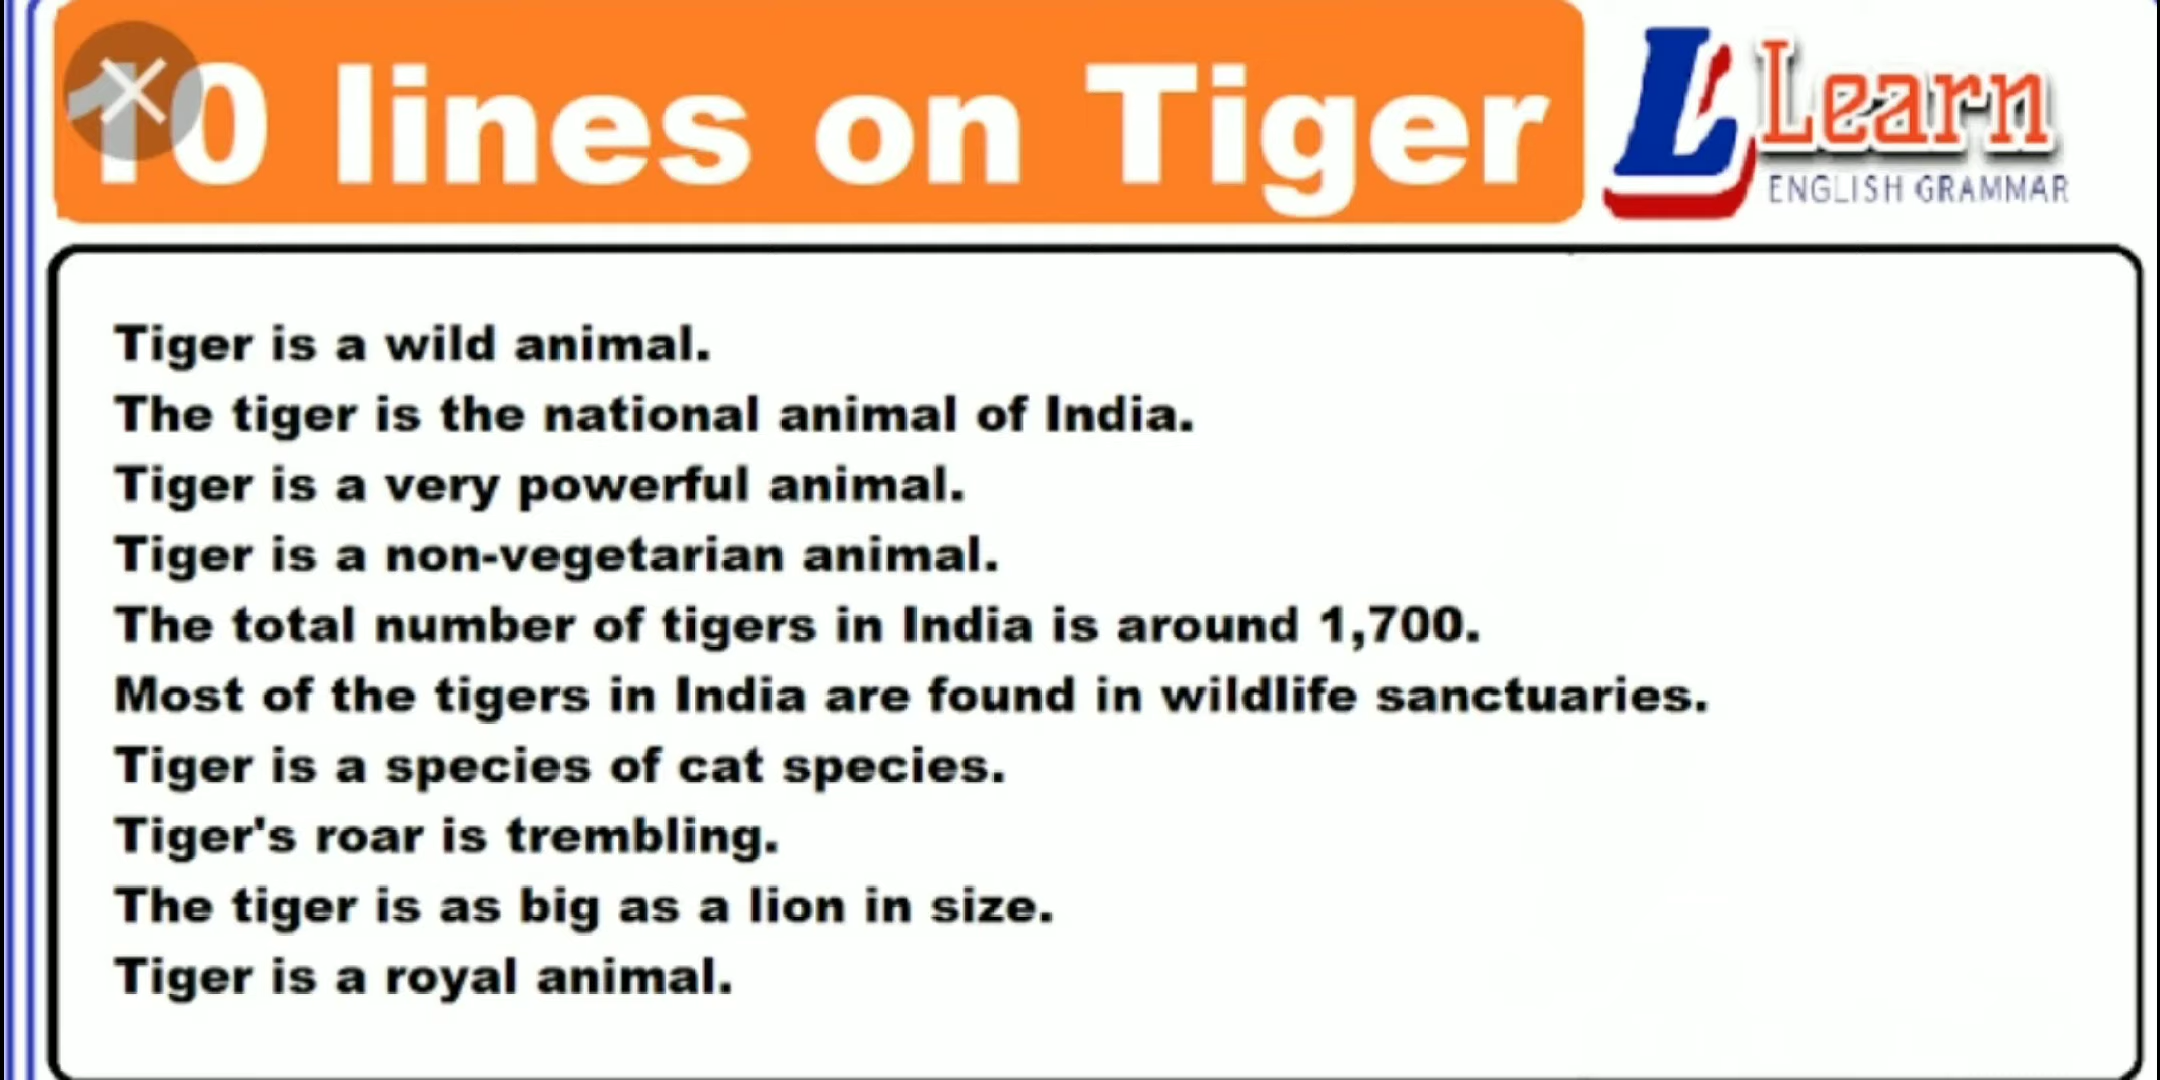 10 lines on Tiger
Learn
ENGLISH GRAMMAR
Tiger is a wild animal.
The tiger is the national animal of India.
Tiger is a very powerful animal.
Tiger is a non-vegetarian animal.
The total number of tigers in India is around 1,700.
Most of the tigers in India are found in wildlife sanctuaries.
Tiger is a species of cat species.
Tiger's roar is trembling.
The tiger is as big as a lion in size.
Tiger is a royal animal.